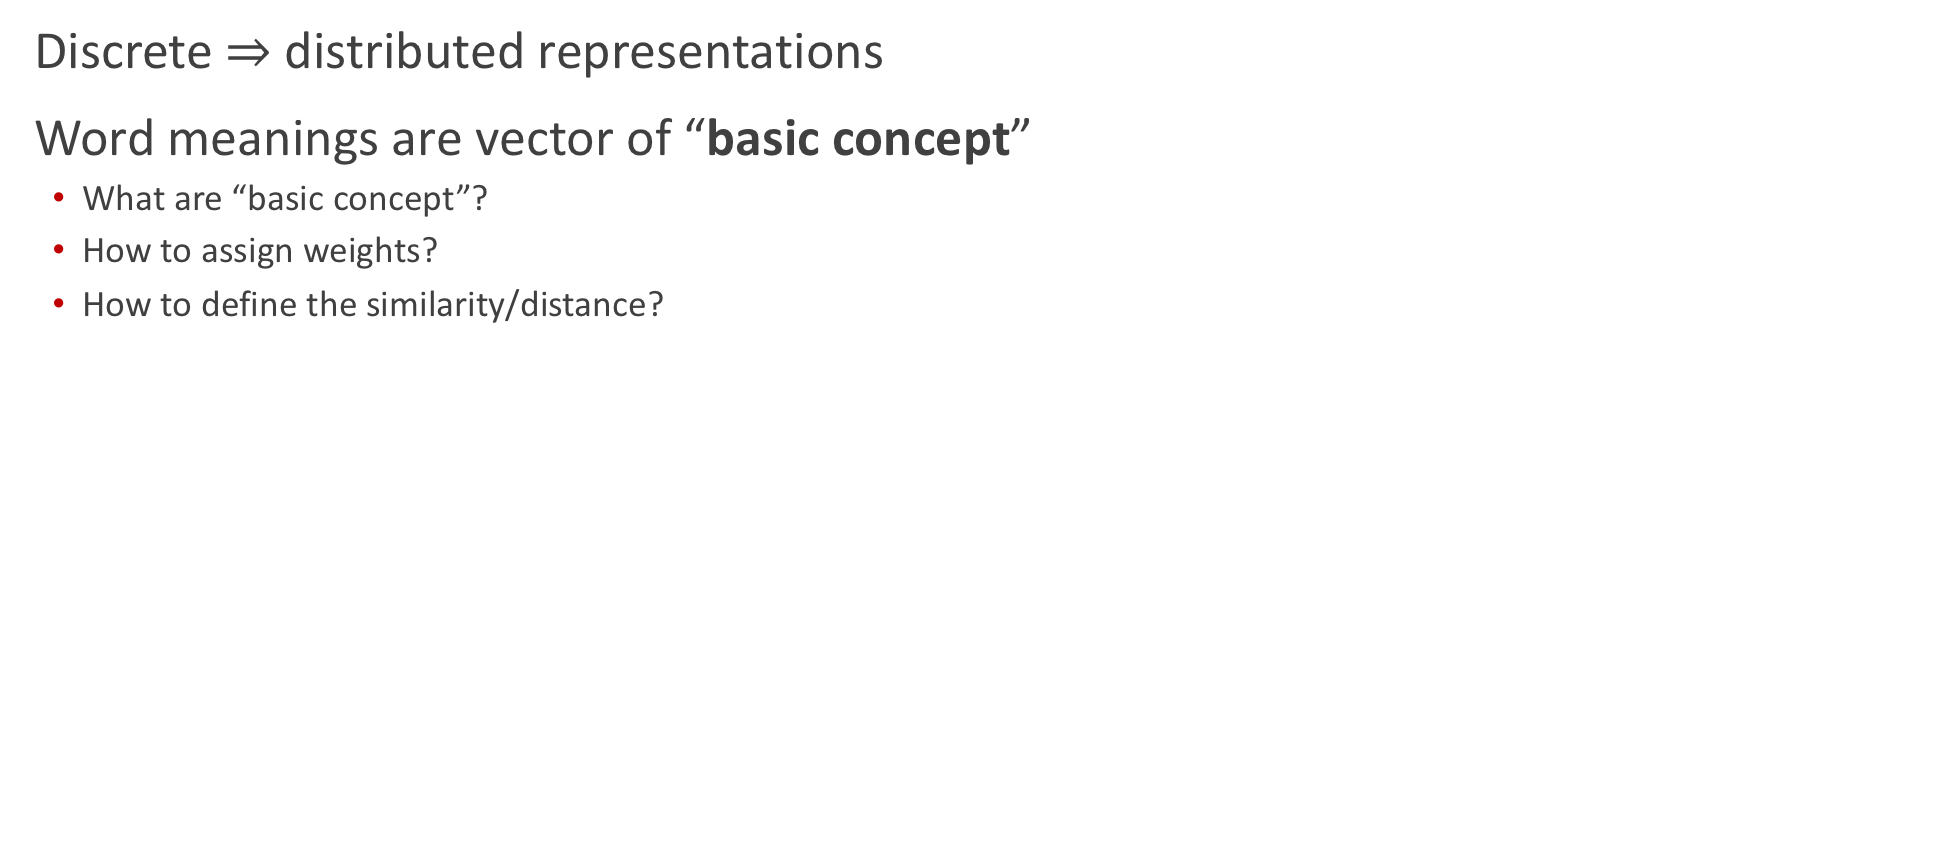 Discrete ⇒ distributed representations
Word meanings are vector of “basic concept”
• What are “basic concept”?
• How to assign weights?
• How to define the similarity/distance?